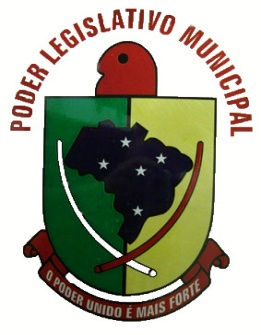 PODER LEGISLATIVO MUNICIPAL
O PODER UNIDO É MAIS FORTE